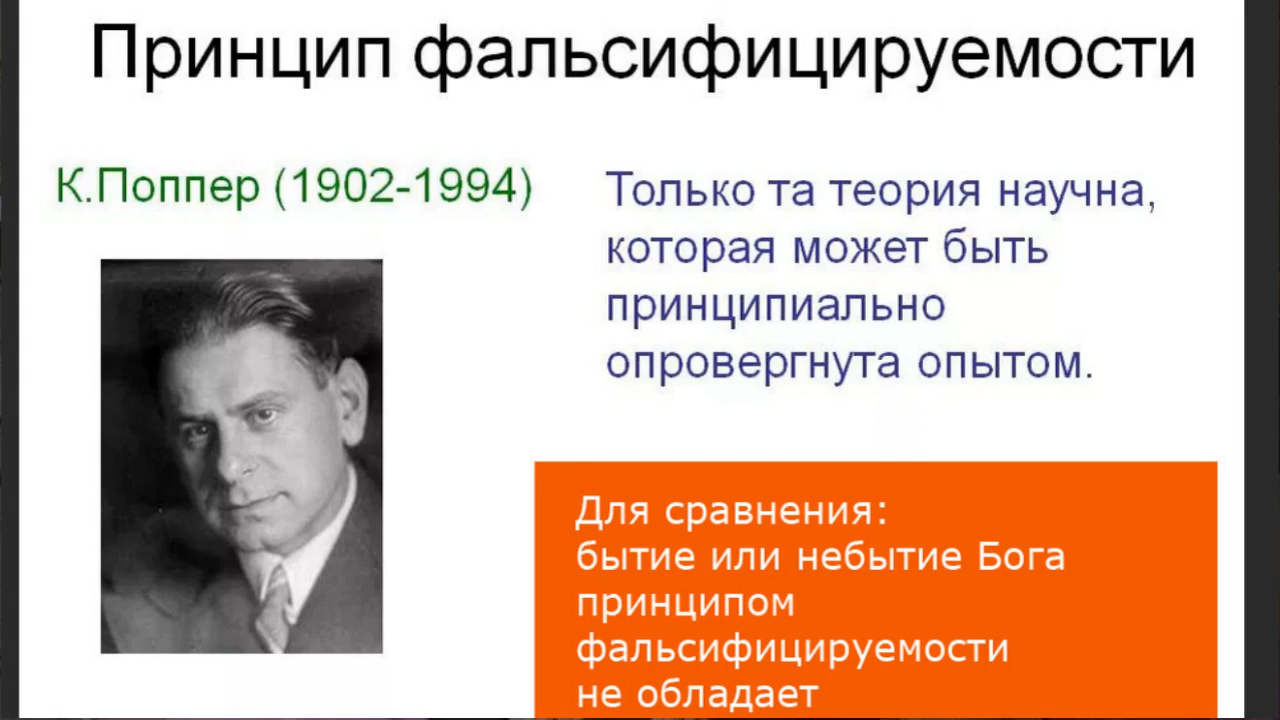 Принцип фальсифицируемости
К.Поппер (1902-1994)
Только та теория научна,
которая может быть
принципиально
опровергнута опытом.
Для сравнения:
бытие или небытие Бога
принципом
фальсифицируемости
не обладает